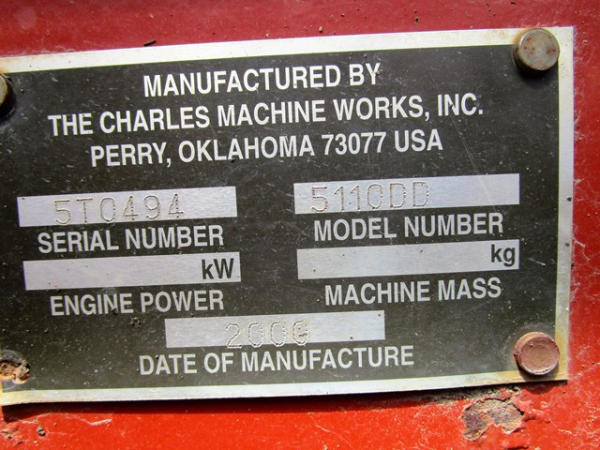 MANUFACTURED BY
THE CHARLES MACHINE WORKS, INC.
PERRY, OKLAHOMA 73077 USA
5T0494 5110DD
SERIAL NUMBER MODEL NUMBER
kW kg
ENGINE POWER MACHINE MASS
2000
DATE OF MANUFACTURE